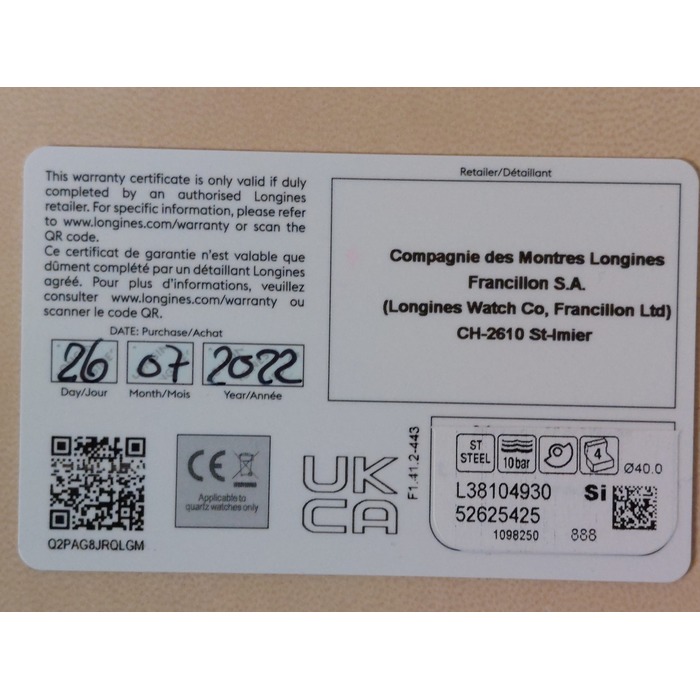 This warranty certificate is only valid if duly
completed by an authorised Longines
retailer. For specific information, please refer
to www.longines.com/warranty or scan the
QR code.
Ce certificat de garantie n'est valable que
dûment complété par un détaillant Longines
agréé. Pour plus d'informations, veuillez
consulter www.longines.com/warranty ou
scanner le code QR.
DATE: Purchase/Achat
26 07 2022
Day/Jour Month/Mois Year/Année
Retailer/Détaillant
Compagnie des Montres Longines
Francillon S.A.
(Longines Watch Co, Francillon Ltd)
CH-2610 St-Imier
Q2PAG8JRQLGM
CE
Applicable to
quartz watches only
UK
CA
F1.41.2-443
ST
STEEL
10 bar
4
Ø40.0
L38104930 Si
52625425
1098250 888